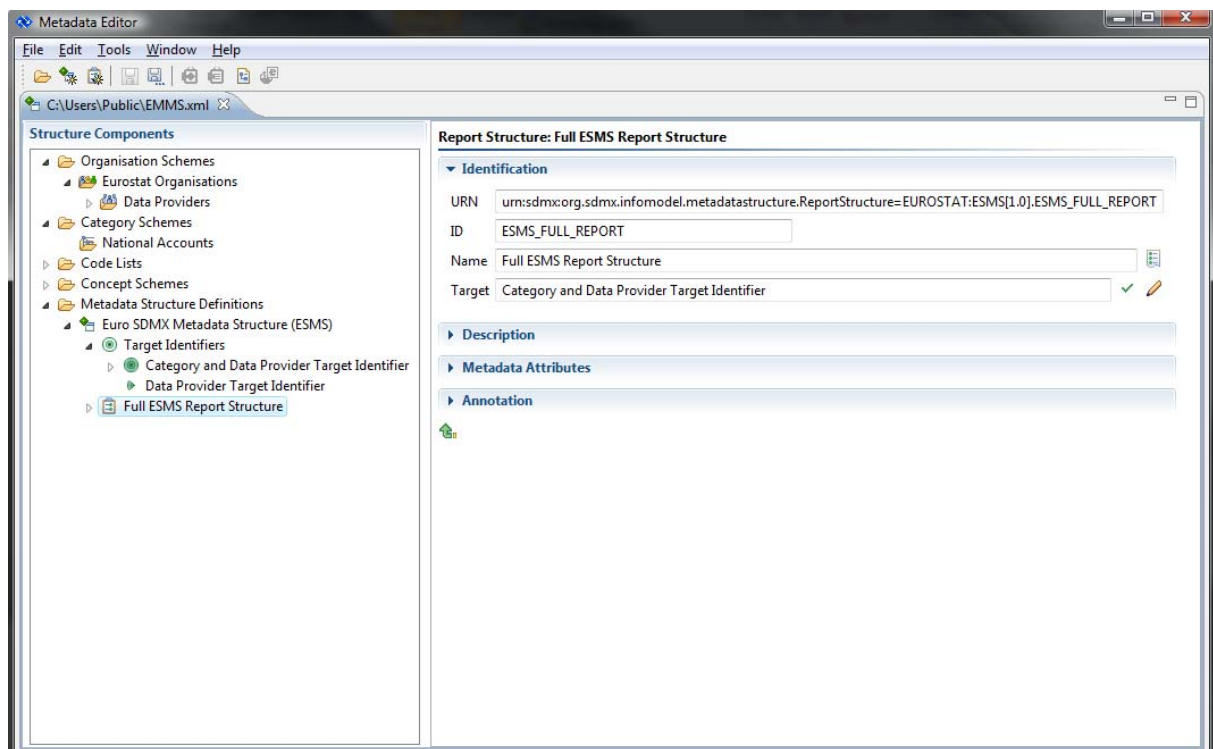 Metadata Editor
File Edit Tools Window Help
C:\Users\Public\EMMS.xml
Structure Components
Organisation Schemes
Eurostat Organisations
Data Providers
Category Schemes
National Accounts
Code Lists
Concept Schemes
Metadata Structure Definitions
Euro SDMX Metadata Structure (ESMS)
Target Identifiers
Category and Data Provider Target Identifier
Data Provider Target Identifier
Full ESMS Report Structure
Report Structure: Full ESMS Report Structure
Identification
URN urn:sdmx:org.sdmx.infomodel.metadatastructure.ReportStructure=EUROSTAT:ESMS[1.0].ESMS_FULL_REPORT
ID ESMS_FULL_REPORT
Name Full ESMS Report Structure
Target Category and Data Provider Target Identifier
Description
Metadata Attributes
Annotation